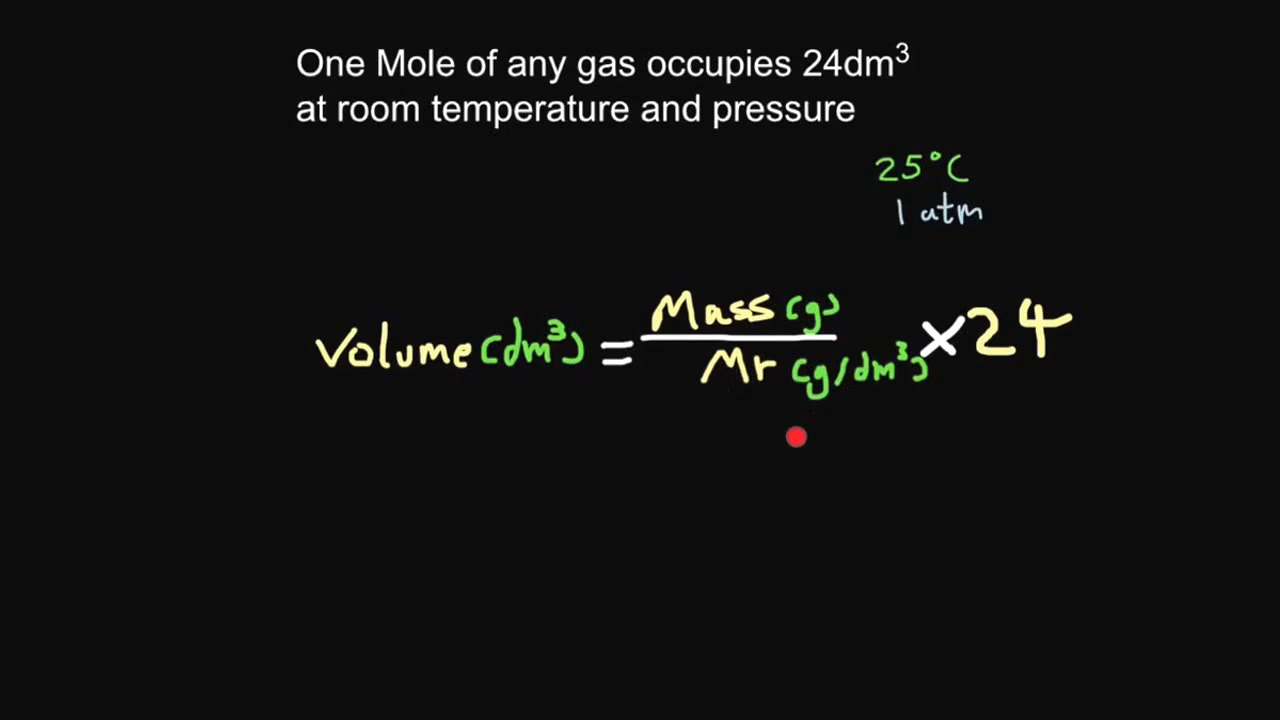 One Mole of any gas occupies 24dm³
at room temperature and pressure
25°C
1 atm
Volume (dm³) = Mass (g) / Mr (g/dm³) × 24